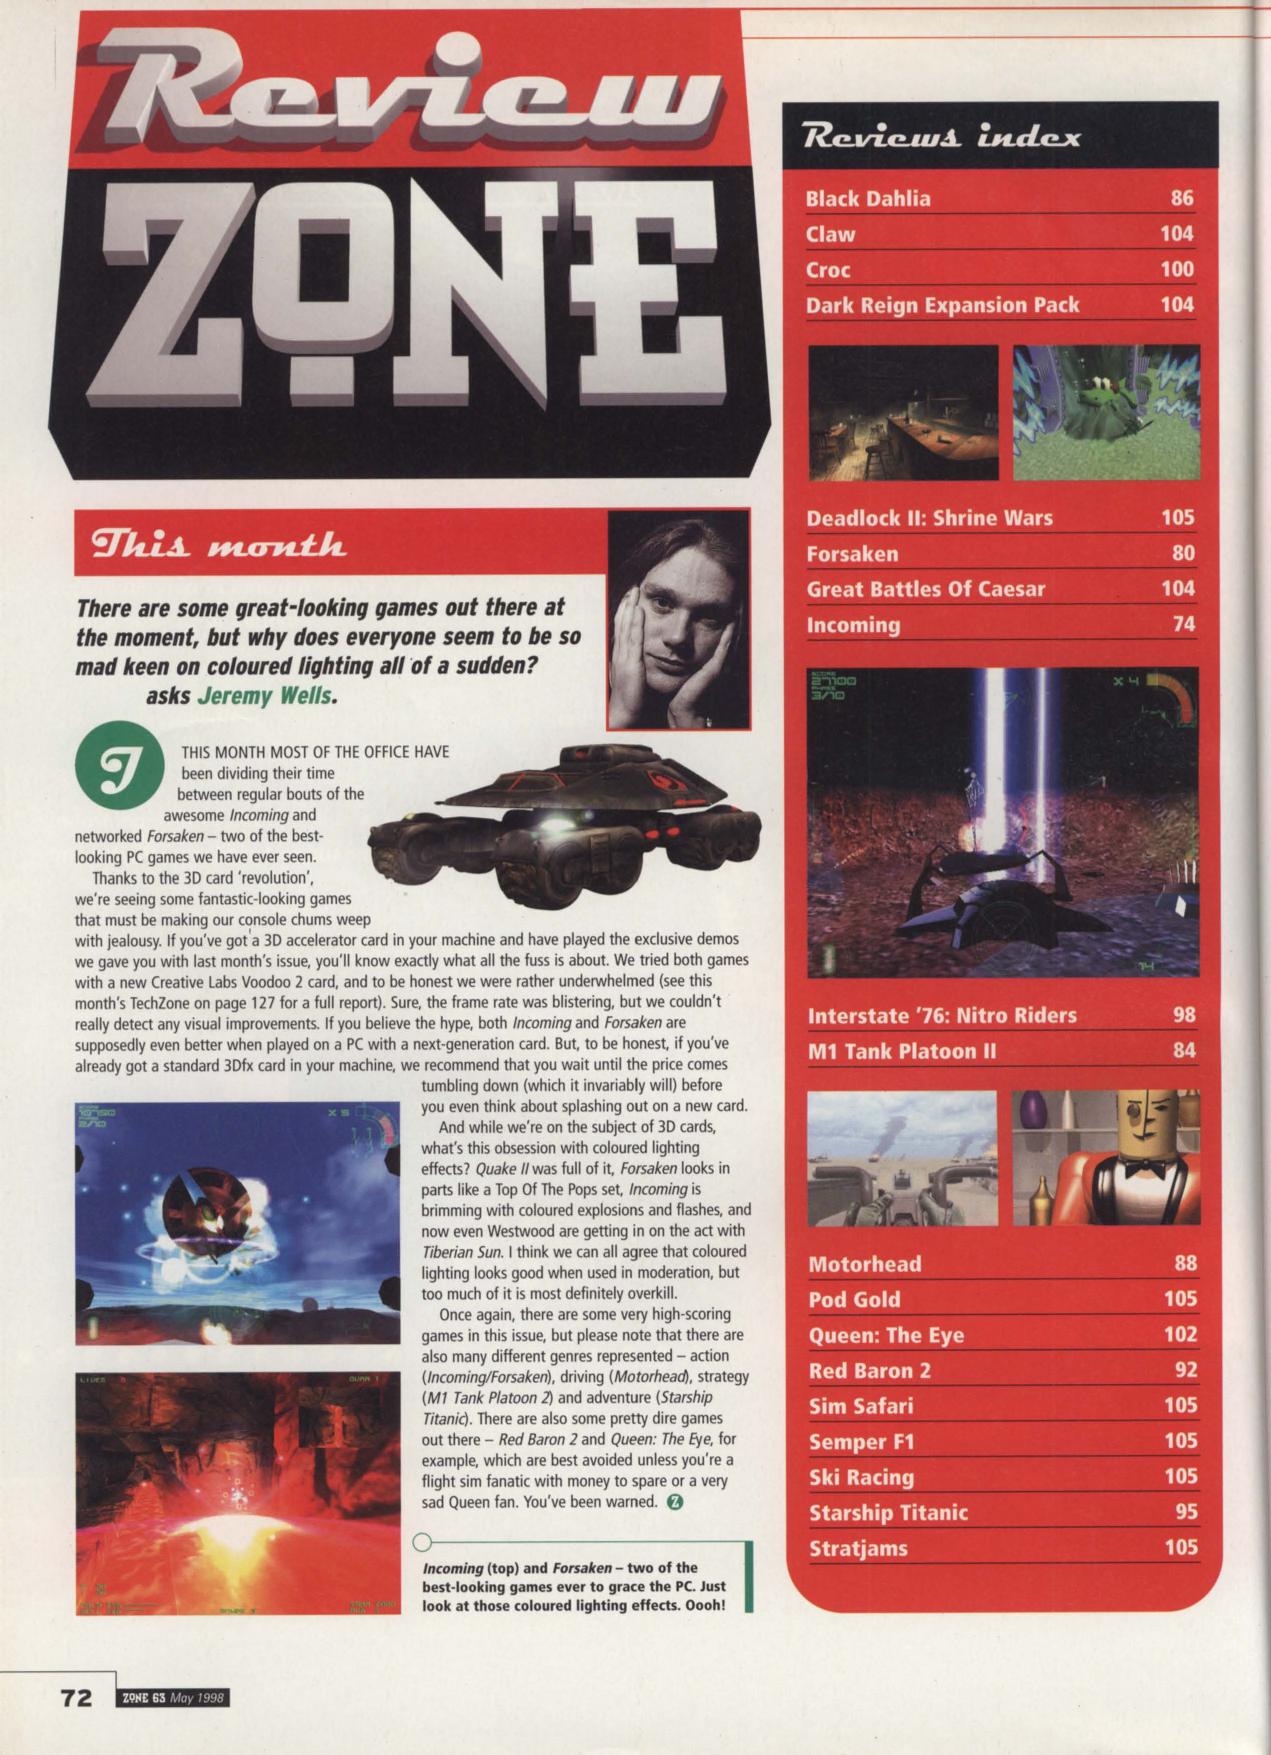 Review
ZONE
This month
There are some great-looking games out there at
the moment, but why does everyone seem to be so
mad keen on coloured lighting all of a sudden?
asks Jeremy Wells.
T
THIS MONTH MOST OF THE OFFICE HAVE
been dividing their time
between regular bouts of the
awesome Incoming and
networked Forsaken – two of the best-
looking PC games we have ever seen.
Thanks to the 3D card ‘revolution’,
we're seeing some fantastic-looking games
that must be making our console chums weep
with jealousy. If you've got a 3D accelerator card in your machine and have played the exclusive demos
we gave you with last month's issue, you'll know exactly what all the fuss is about. We tried both games
with a new Creative Labs Voodoo 2 card, and to be honest we were rather underwhelmed (see this
month's TechZone on page 127 for a full report). Sure, the frame rate was blistering, but we couldn't
really detect any visual improvements. If you believe the hype, both Incoming and Forsaken are
supposedly even better when played on a PC with a next-generation card. But, to be honest, if you've
already got a standard 3Dfx card in your machine, we recommend that you wait until the price comes
tumbling down (which it invariably will) before
you even think about splashing out on a new card.
And while we're on the subject of 3D cards,
what's this obsession with coloured lighting
effects? Quake II was full of it, Forsaken looks in
parts like a Top Of The Pops set, Incoming is
brimming with coloured explosions and flashes, and
now even Westwood are getting in on the act with
Tiberian Sun. I think we can all agree that coloured
lighting looks good when used in moderation, but
too much of it is most definitely overkill.
Once again, there are some very high-scoring
games in this issue, but please note that there are
also many different genres represented – action
(Incoming/Forsaken), driving (Motorhead), strategy
(M1 Tank Platoon 2) and adventure (Starship
Titanic). There are also some pretty dire games
out there – Red Baron 2 and Queen: The Eye, for
example, which are best avoided unless you're a
flight sim fanatic with money to spare or a very
sad Queen fan. You've been warned. Z
SCORE
10750
PHASE
2/10
X 5
LIVES
Incoming (top) and Forsaken – two of the
best-looking games ever to grace the PC. Just
look at those coloured lighting effects. Oooh!
Reviews index
Black Dahlia 86
Claw 104
Croc 100
Dark Reign Expansion Pack 104
Deadlock II: Shrine Wars 105
Forsaken 80
Great Battles Of Caesar 104
Incoming 74
SCORE
27100
PHASE
3/10
X 4
14
Interstate ’76: Nitro Riders 98
M1 Tank Platoon II 84
Motorhead 88
Pod Gold 105
Queen: The Eye 102
Red Baron 2 92
Sim Safari 105
Semper F1 105
Ski Racing 105
Starship Titanic 95
Stratjams 105
72 ZONE 63 May 1998